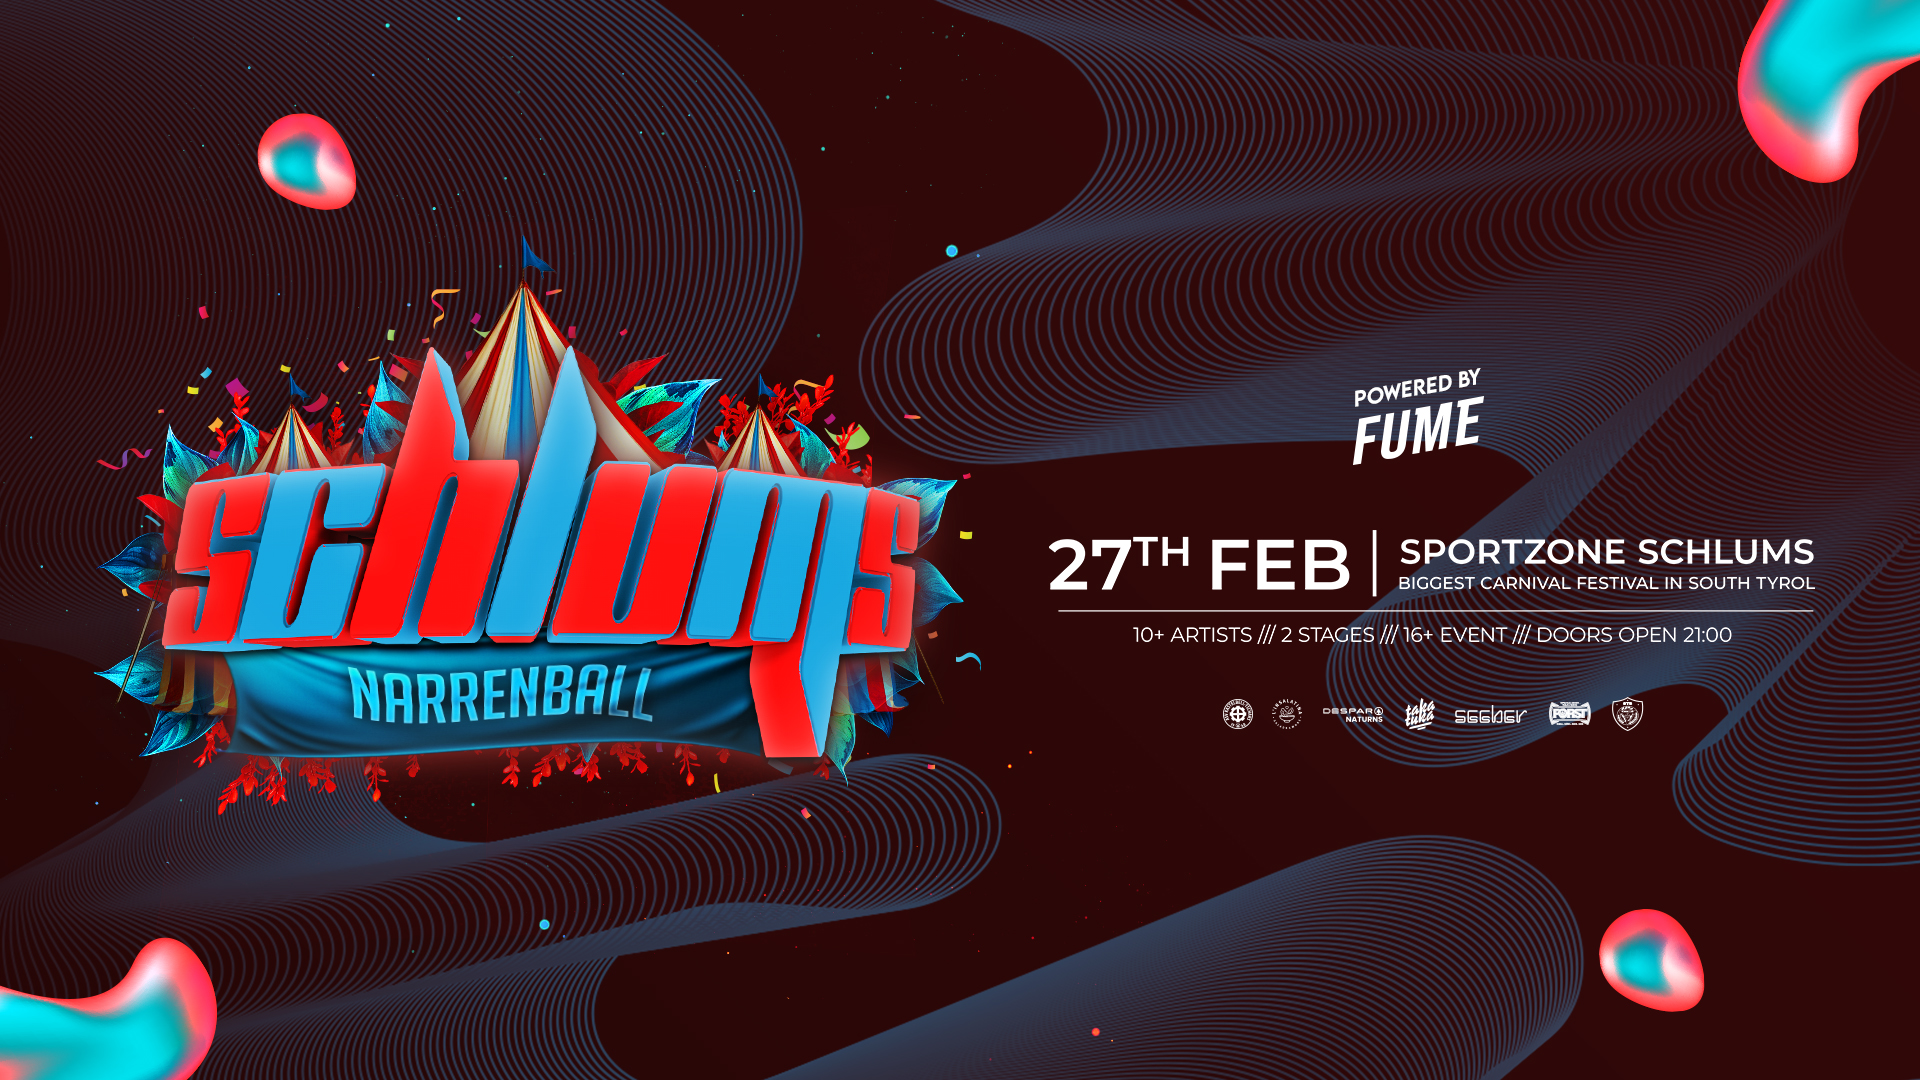 schlums
NARRENBALL
POWERED BY
FUME
27TH FEB
SPORTZONE SCHLUMS
BIGGEST CARNIVAL FESTIVAL IN SOUTH TYROL
10+ ARTISTS /// 2 STAGES /// 16+ EVENT /// DOORS OPEN 21:00
DESPAR
NATURNS
taka
tuka
seeber
FORST